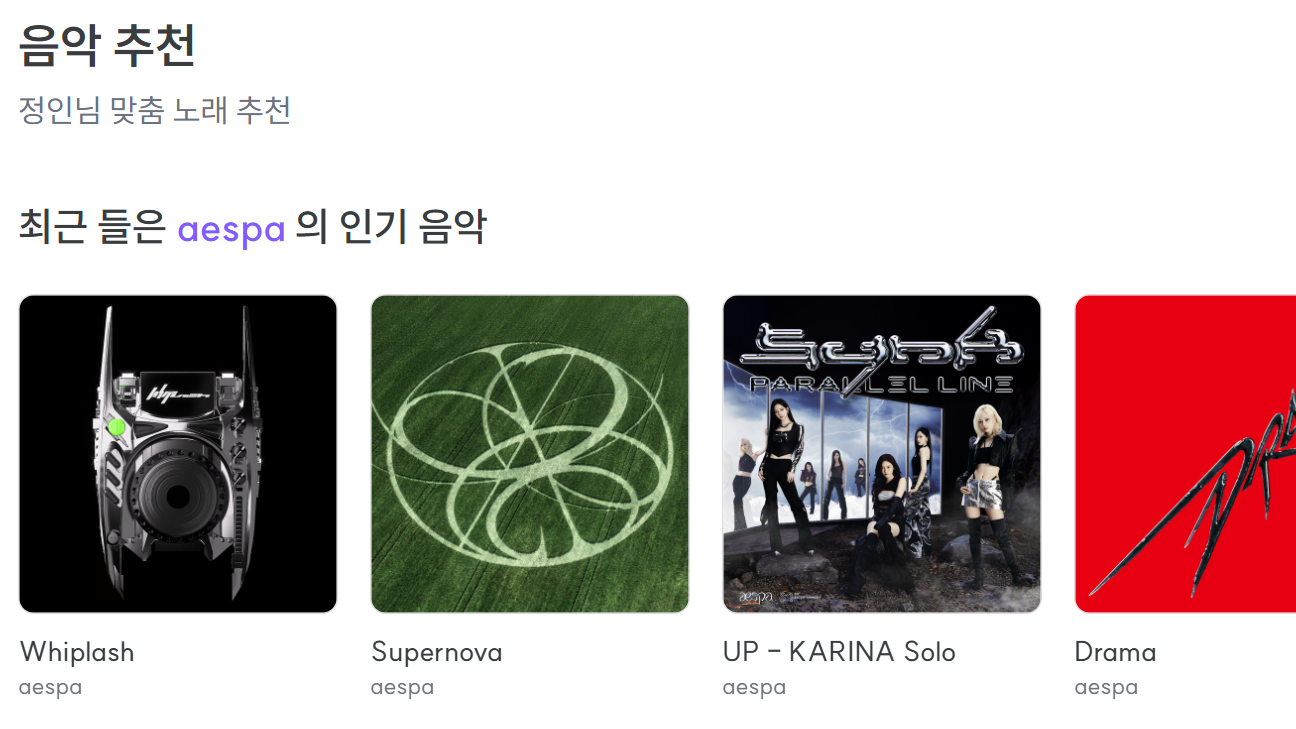 음악 추천
정인님 맞춤 노래 추천
최근 들은 aespa 의 인기 음악
SYNK
PARALLEL LINE
aespa
Whiplash
Supernova
UP - KARINA Solo
Drama
aespa
aespa
aespa
aespa